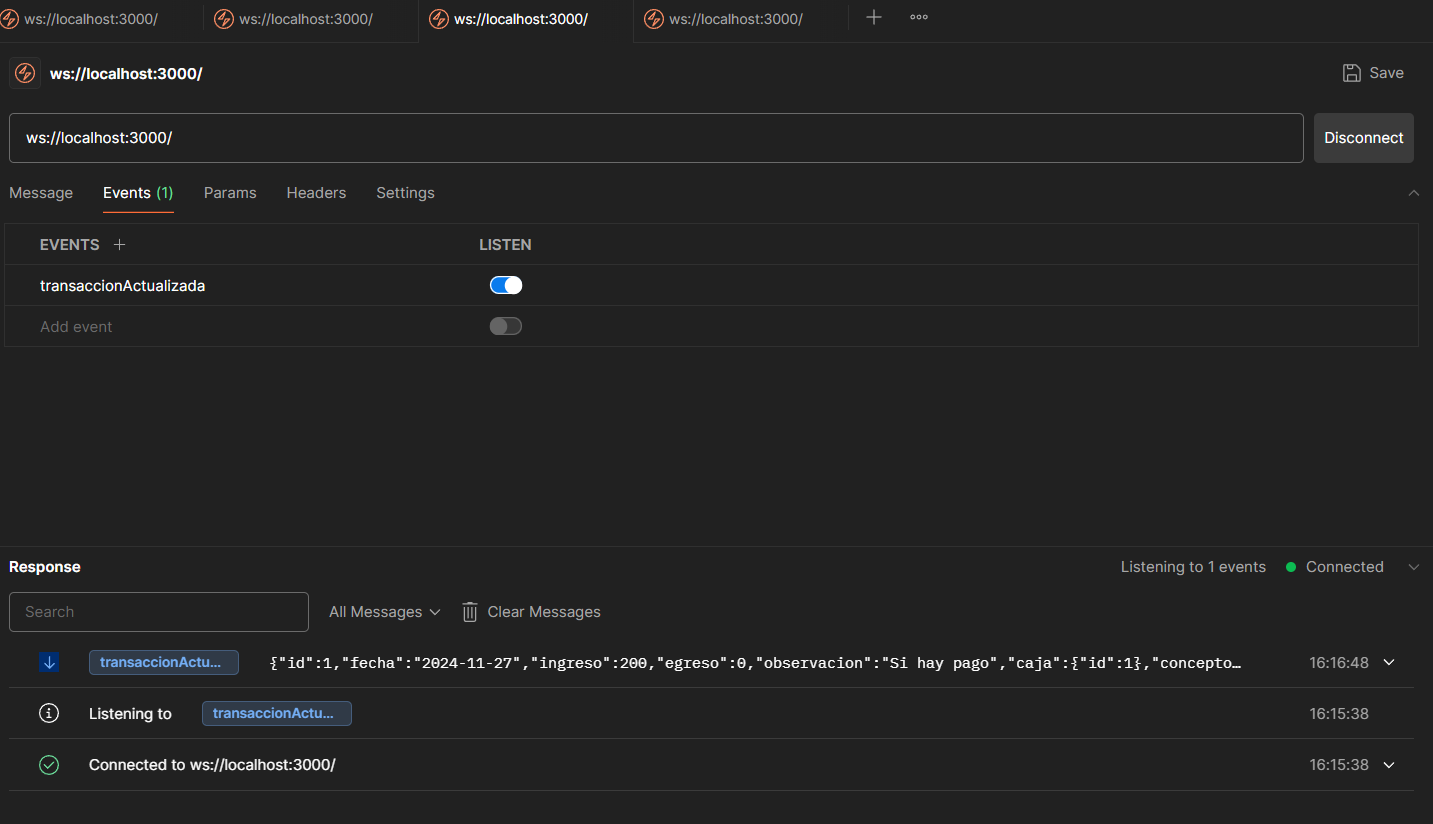 ws://localhost:3000/ ws://localhost:3000/ ws://localhost:3000/ ws://localhost:3000/
ws://localhost:3000/ Save
ws://localhost:3000/ Disconnect
Message Events (1) Params Headers Settings
EVENTS LISTEN
transaccionActualizada
Add event
Response Listening to 1 events Connected
Search All Messages Clear Messages
transaccionActu... {"id":1,"fecha":"2024-11-27","ingreso":200,"egreso":0,"observacion":"Si hay pago","caja":{"id":1},"concepto… 16:16:48
Listening to transaccionActu... 16:15:38
Connected to ws://localhost:3000/ 16:15:38